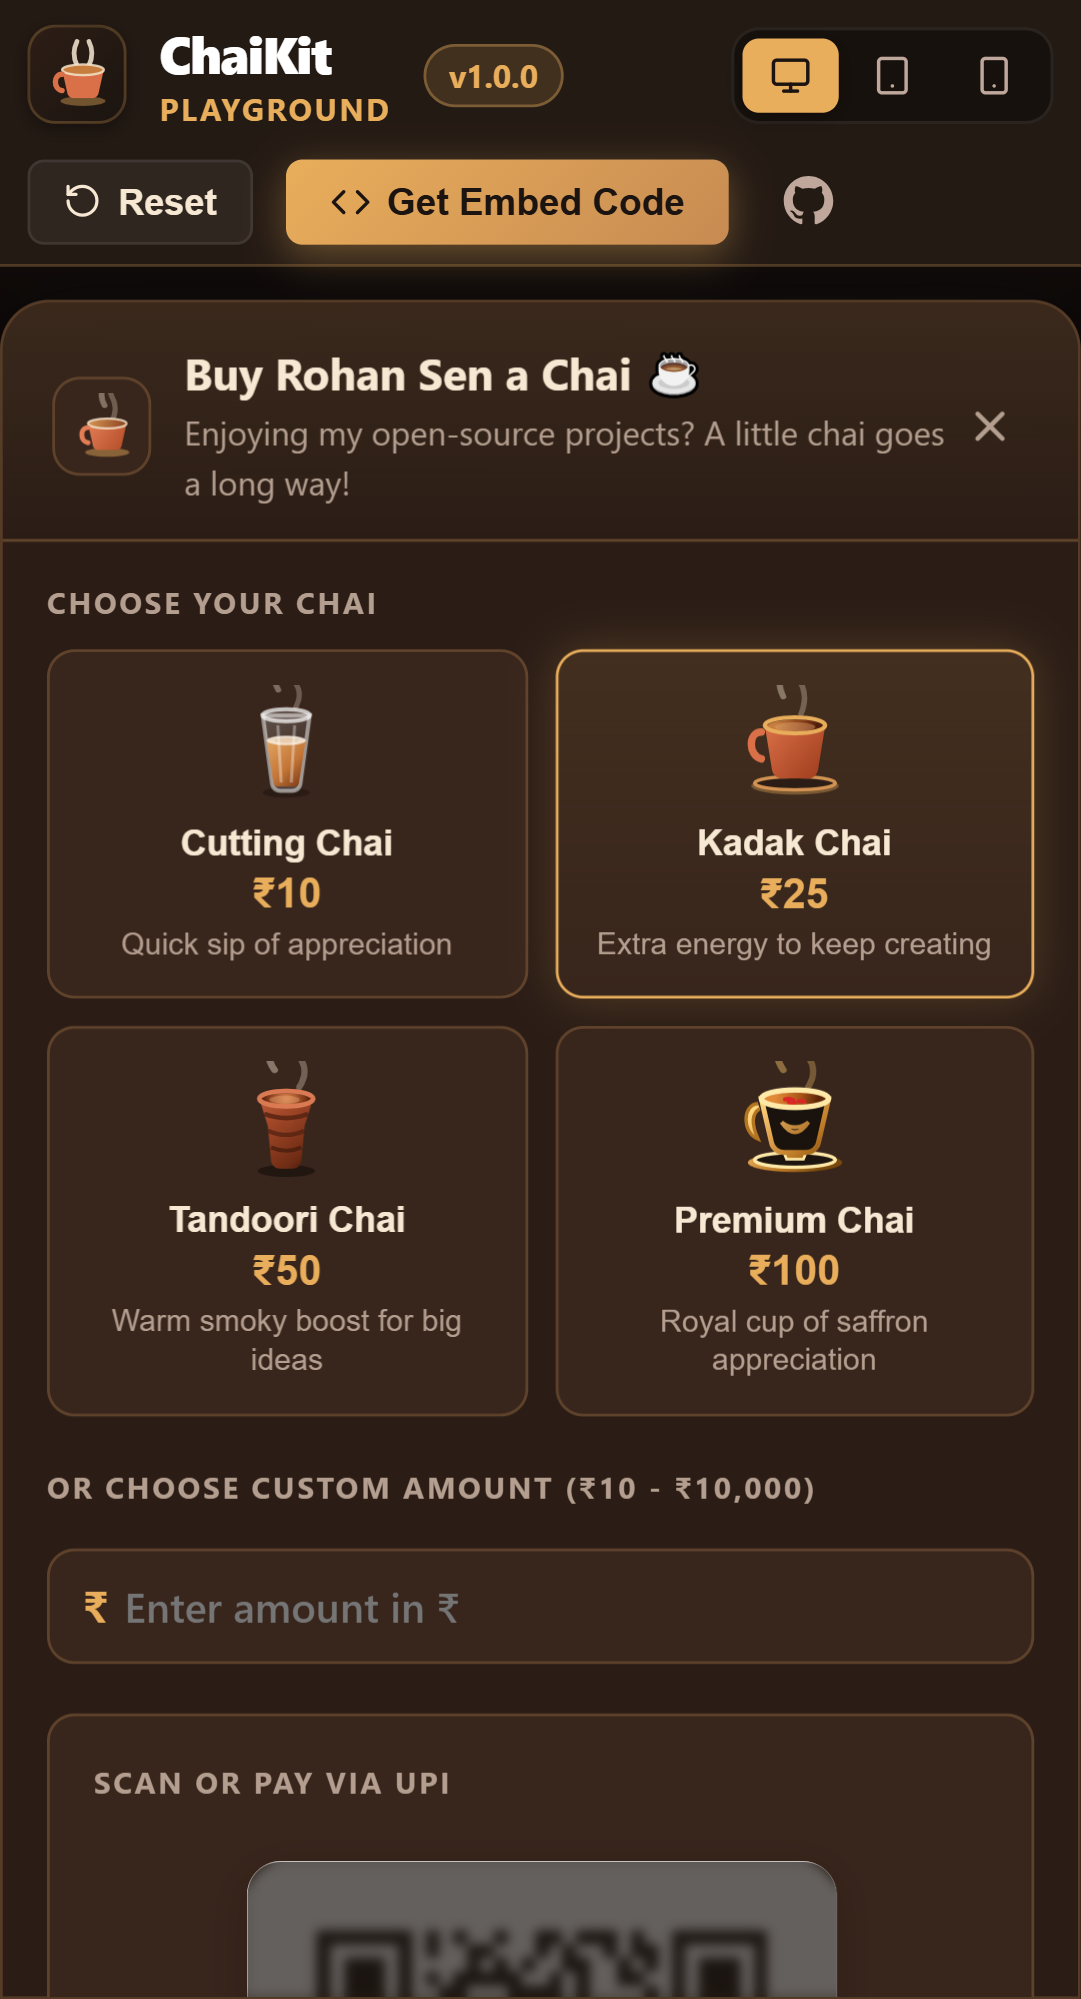 ChaiKit
PLAYGROUND
v1.0.0
Reset
Get Embed Code
Buy Rohan Sen a Chai ☕
Enjoying my open-source projects? A little chai goes
a long way!
CHOOSE YOUR CHAI
Cutting Chai
₹10
Quick sip of appreciation
Kadak Chai
₹25
Extra energy to keep creating
Tandoori Chai
₹50
Warm smoky boost for big
ideas
Premium Chai
₹100
Royal cup of saffron
appreciation
OR CHOOSE CUSTOM AMOUNT (₹10 - ₹10,000)
₹ Enter amount in ₹
SCAN OR PAY VIA UPI